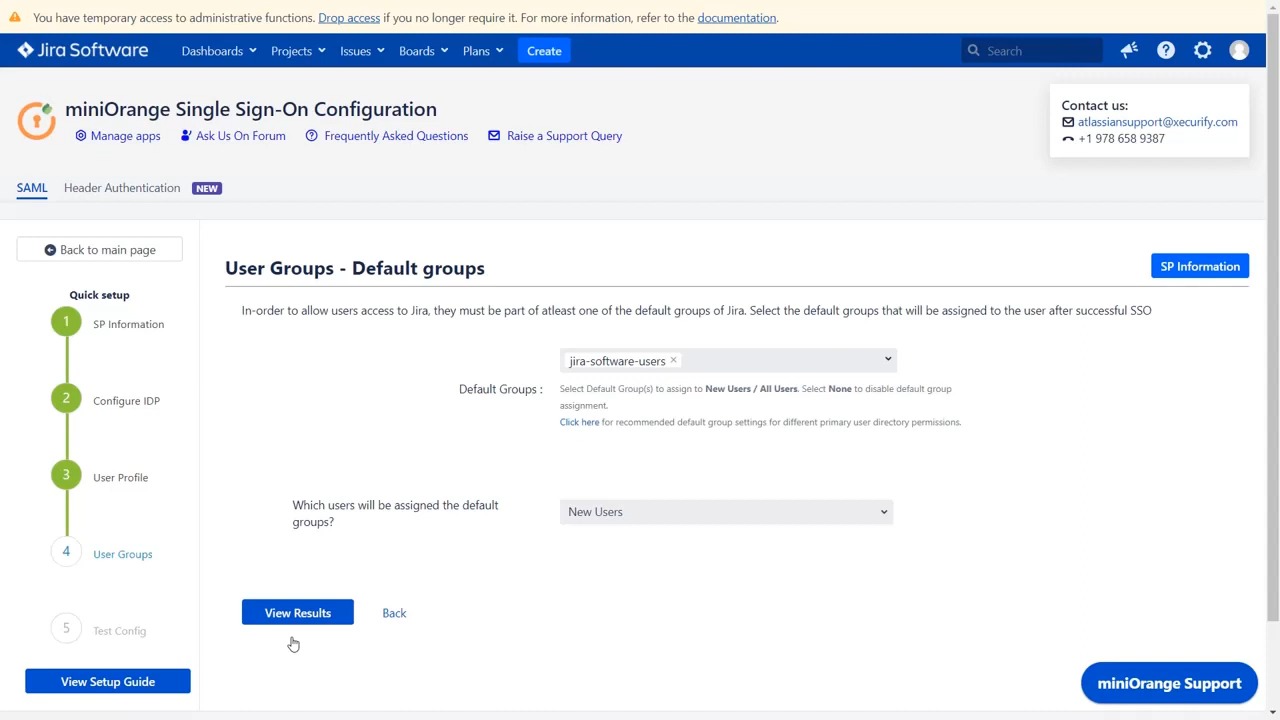 You have temporary access to administrative functions. Drop access if you no longer require it. For more information, refer to the documentation.
Jira Software Dashboards Projects Issues Boards Plans Create Search
miniOrange Single Sign-On Configuration
Manage apps Ask Us On Forum Frequently Asked Questions Raise a Support Query
Contact us:
atlassiansupport@xecurify.com
+1 978 658 9387
SAML Header Authentication NEW
Back to main page
Quick setup
1 SP Information
2 Configure IDP
3 User Profile
4 User Groups
5 Test Config
View Setup Guide
User Groups - Default groups
SP Information
In-order to allow users access to Jira, they must be part of atleast one of the default groups of Jira. Select the default groups that will be assigned to the user after successful SSO
jira-software-users ×
Default Groups :
Select Default Group(s) to assign to New Users / All Users. Select None to disable default group
assignment.
Click here for recommended default group settings for different primary user directory permissions.
Which users will be assigned the default
groups?
New Users
View Results Back
miniOrange Support